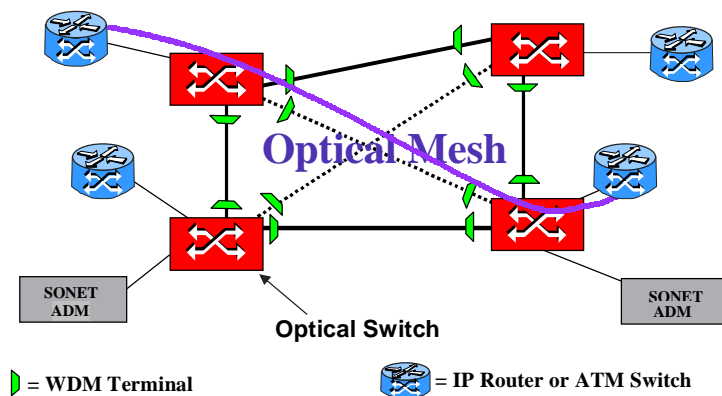 Optical Mesh
SONET
ADM
Optical Switch
SONET
ADM
= WDM Terminal
= IP Router or ATM Switch